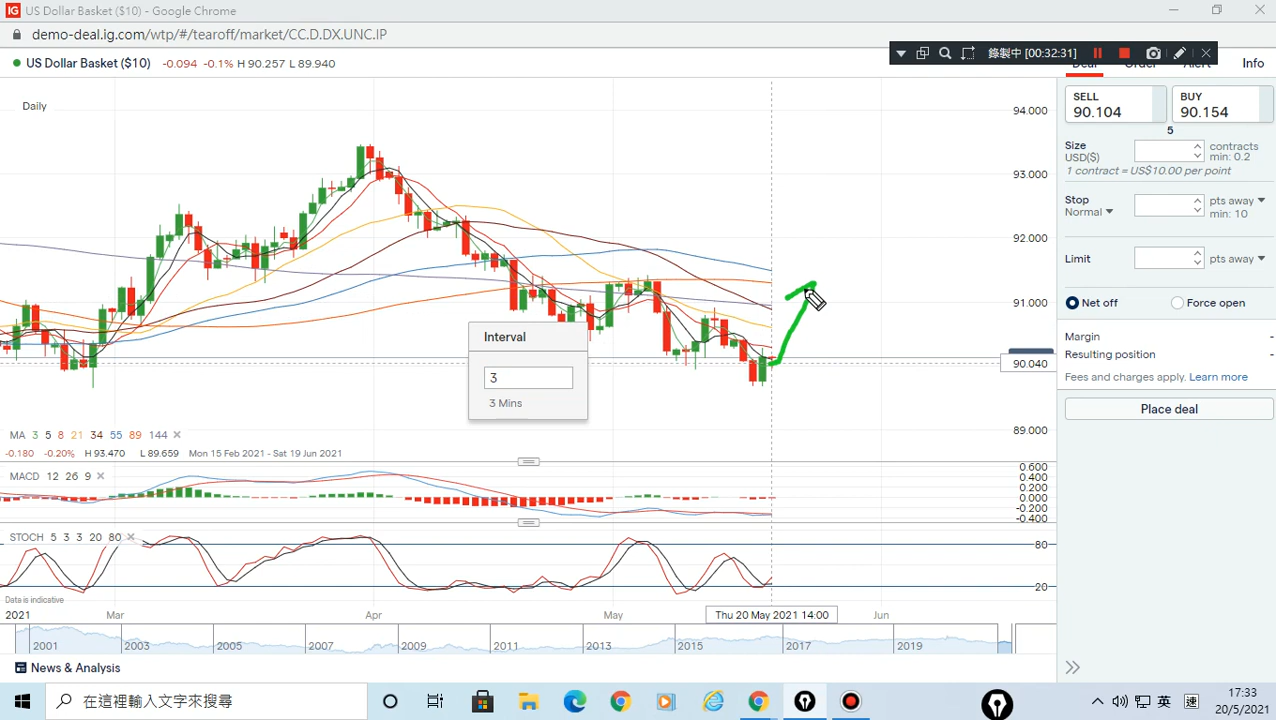 IG US Dollar Basket ($10) - Google Chrome
demo-deal.ig.com/wtp/#/tearoff/market/CC.D.DX.UNC.IP
錄製中 [00:32:31]
US Dollar Basket ($10) -0.094 -0.1% H 90.257 L 89.940
Info
Daily
94.000
93.000
92.000
91.000
90.040
89.000
SELL
90.104
BUY
90.154
5
Size
USD($)
contracts
min: 0.2
1 contract = US$10.00 per point
Stop
Normal
pts away
min: 10
Limit
pts away
Net off
Force open
Margin -
Resulting position -
Fees and charges apply. Learn more
Place deal
Interval
3
3 Mins
MA 3 5 8 21 34 55 89 144
-0.180 -0.20% H 93.470 L 89.659 Mon 15 Feb 2021 - Sat 19 Jun 2021
MACD 12 26 9
0.600
0.400
0.200
0.000
-0.200
-0.400
STOCH 5 3 3 20 80
80
20
Data is indicative
2021 Mar Apr May Thu 20 May 2021 14:00 Jun
2001 2003 2005 2007 2009 2011 2013 2015 2017 2019
News & Analysis
在這裡輸入文字來搜尋
英
17:33
20/5/2021